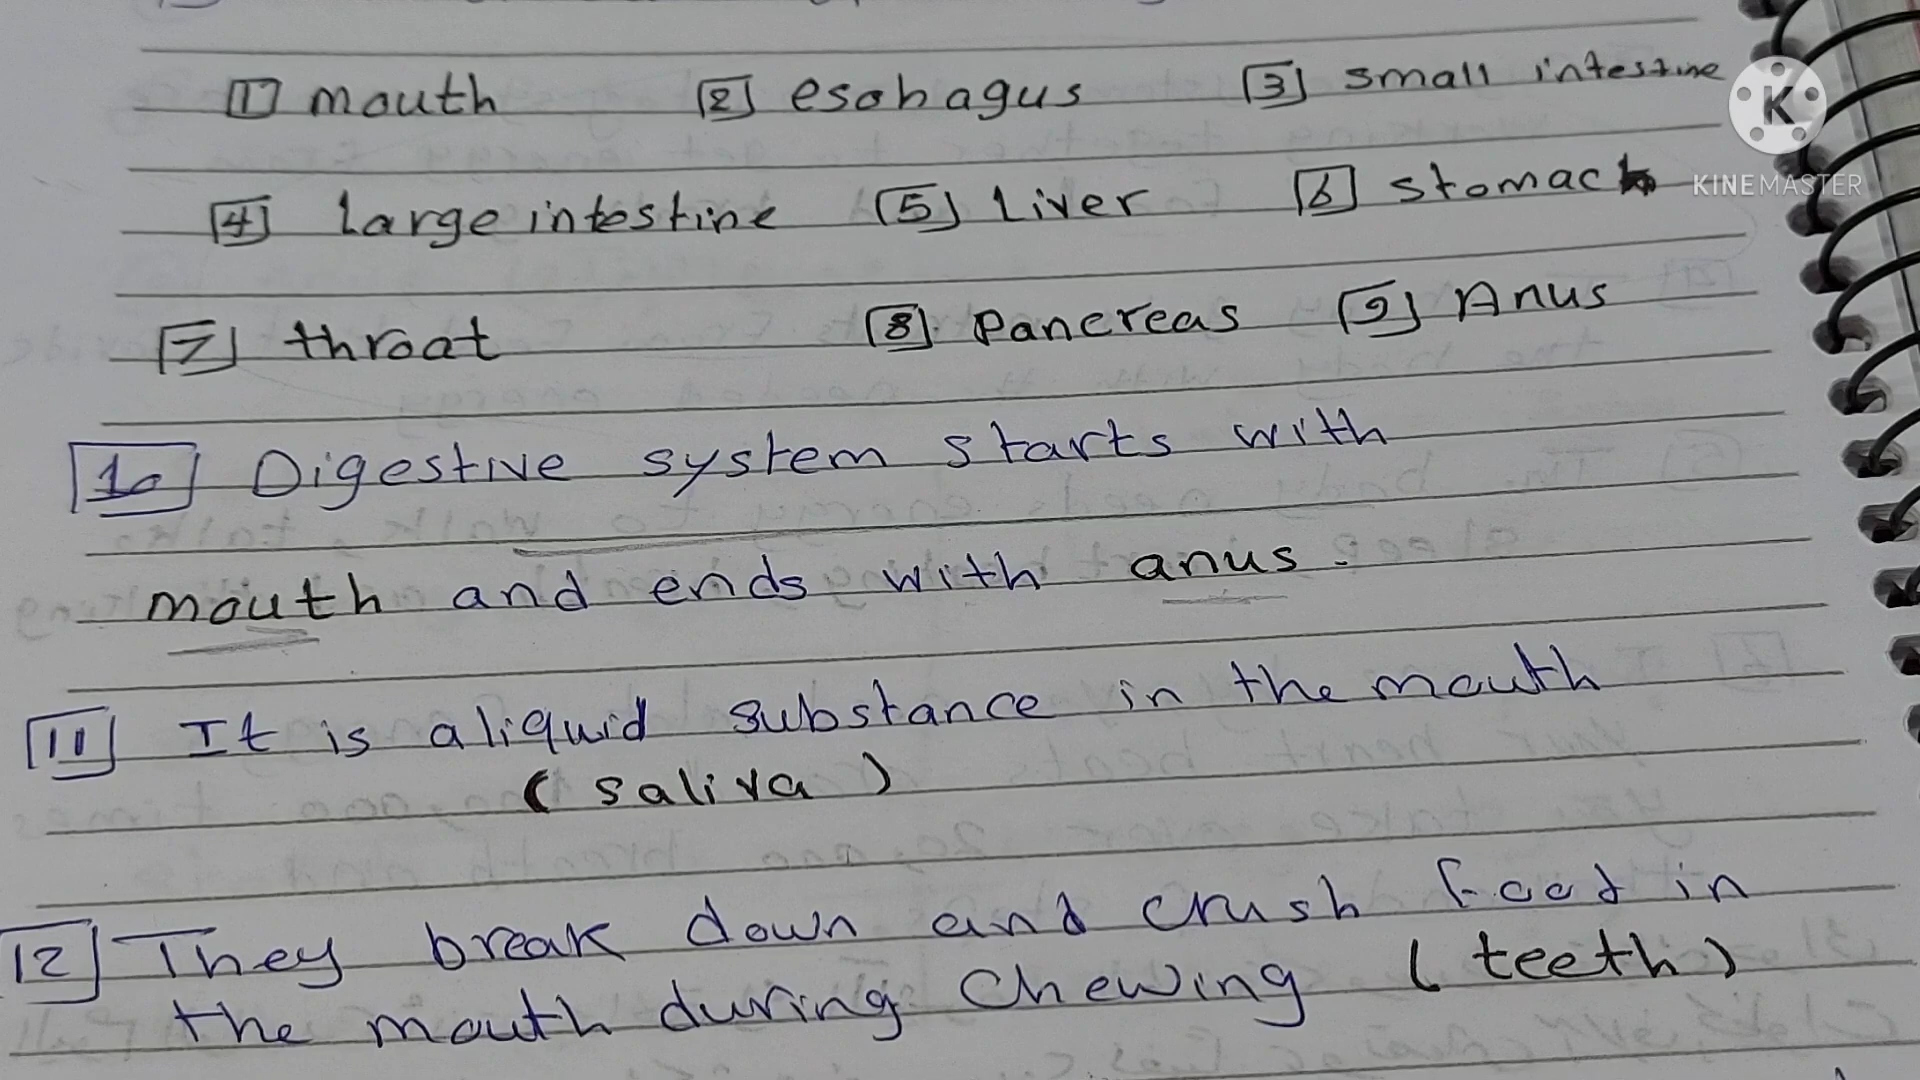 [1] mouth [2] esohagus [3] small intestine
[4] Large intestine [5] Liver [6] stomach
[7] throat [8] Pancreas [9] Anus
[10] Digestive system starts with
mouth and ends with anus.
[11] It is a liquid substance in the mouth
(saliva)
[12] They break down and crush food in
the mouth during chewing (teeth)
K
KINEMASTER